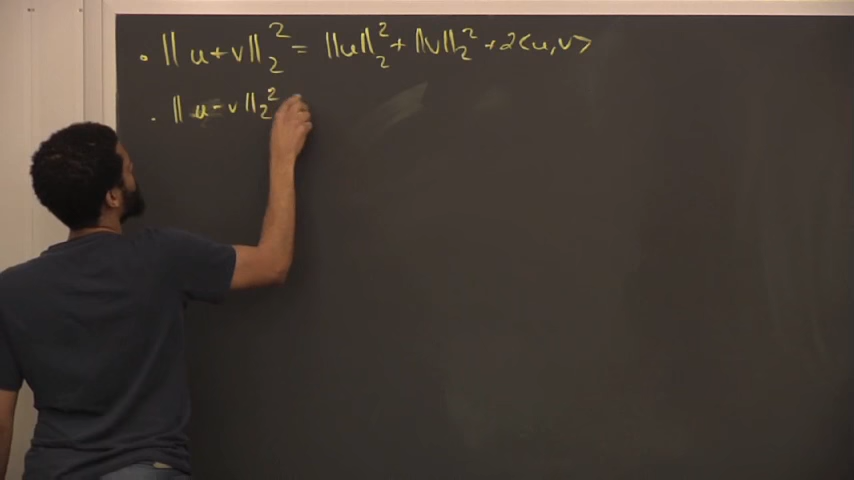 • ‖u+v‖₂² = ‖u‖₂² + ‖v‖₂² + 2<u,v>
• ‖u-v‖₂²